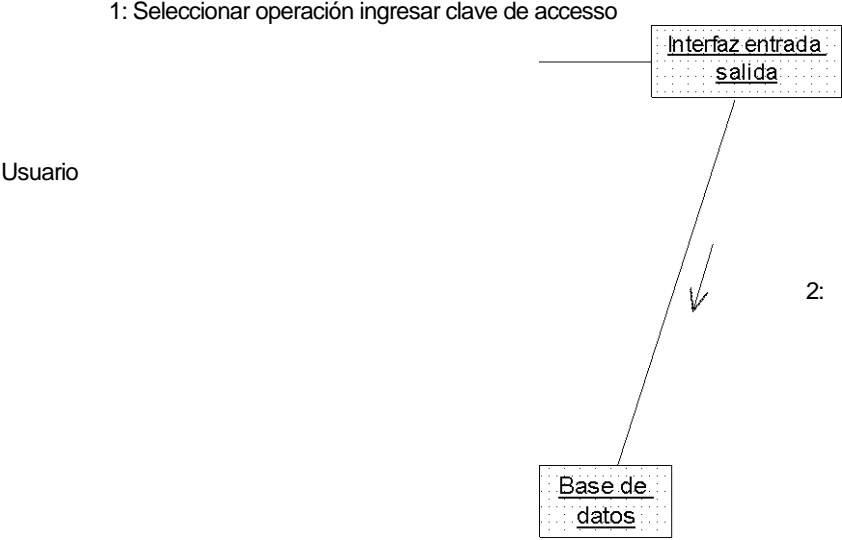 1: Seleccionar operación ingresar clave de accesso
Interfaz entrada
salida
Usuario
2:
Base de
datos